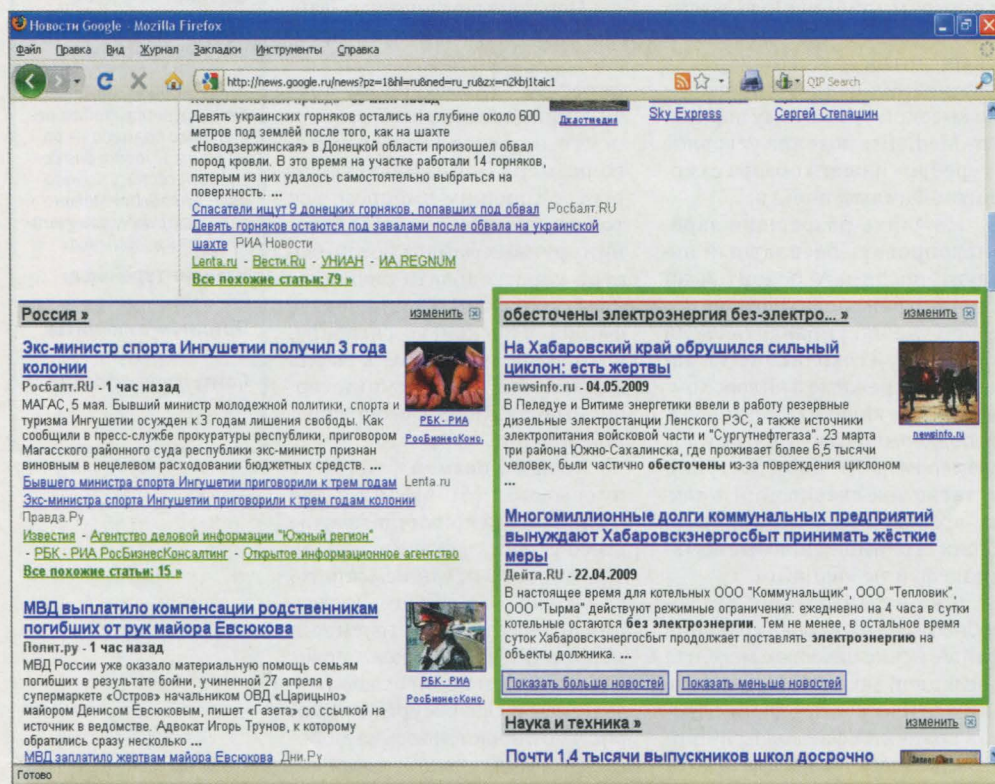 Новости Google - Mozilla Firefox
Файл Правка Вид Журнал Закладки Инструменты Справка
http://news.google.ru/news?pz=1&hl=ru&ned=ru_ru&zx=n2kbj1taic1
QIP Search
Девять украинских горняков остались на глубине около 600
метров под землёй после того, как на шахте
«Новодзержинская» в Донецкой области произошел обвал
пород кровли. В это время на участке работали 14 горняков,
пятерым из них удалось самостоятельно выбраться на
поверхность. ...
Спасатели ищут 9 донецких горняков, попавших под обвал Росбалт.RU
Девять горняков остаются под завалами после обвала на украинской
шахте РИА Новости
Lenta.ru - Вести.Ru - УНИАН - ИА REGNUM
Все похожие статьи: 79 »
Sky Express
Сергей Степашин
Россия » изменить
Экс-министр спорта Ингушетии получил 3 года
колонии
Росбалт.RU - 1 час назад
МАГАС, 5 мая. Бывший министр молодежной политики, спорта и
туризма Ингушетии осужден к 3 годам лишения свободы. Как
сообщили в пресс-службе прокуратуры республики, приговором
Магасского районного суда республики экс-министр признан
виновным в нецелевом расходовании бюджетных средств. ...
РБК - РИА
РосБизнесКонс.
Бывшего министра спорта Ингушетии приговорили к трем годам Lenta.ru
Экс-министра спорта Ингушетии приговорили к трем годам колонии
Правда.Ру
Известия - Агентство деловой информации "Южный регион"
- РБК - РИА РосБизнесКонсалтинг - Открытое информационное агентство
Все похожие статьи: 15 »
МВД выплатило компенсации родственникам
погибших от рук майора Евсюкова
Полит.ру - 1 час назад
МВД России уже оказало материальную помощь семьям
погибших в результате бойни, учиненной 27 апреля в
супермаркете «Остров» начальником ОВД «Царицыно»
майором Денисом Евсюковым, пишет «Газета» со ссылкой на
источник в ведомстве. Адвокат Игорь Трунов, к которому
обратились сразу несколько ...
РБК - РИА
РосБизнесКонс.
МВД заплатило жертвам майора Евсюкова Дни.Ру
обесточены электроэнергия без-электро... » изменить
На Хабаровский край обрушился сильный
циклон: есть жертвы
newsinfo.ru - 04.05.2009
В Пеледуе и Витиме энергетики ввели в работу резервные
дизельные электростанции Ленского РЭС, а также источники
электропитания войсковой части и "Сургутнефтегаза". 23 марта
три района Южно-Сахалинска, где проживает более 6,5 тысячи
человек, были частично обесточены из-за повреждения циклоном
...
newsinfo.ru
Многомиллионные долги коммунальных предприятий
вынуждают Хабаровскэнергосбыт принимать жёсткие
меры
Дейта.RU - 22.04.2009
В настоящее время для котельных ООО "Коммунальщик", ООО "Тепловик",
ООО "Тырма" действуют режимные ограничения: ежедневно на 4 часа в сутки
котельные остаются без электроэнергии. Тем не менее, в остальное время
суток Хабаровскэнергосбыт продолжает поставлять электроэнергию на
объекты должника. ...
Показать больше новостей Показать меньше новостей
Наука и техника » изменить
Почти 1,4 тысячи выпускников школ досрочно
Готово